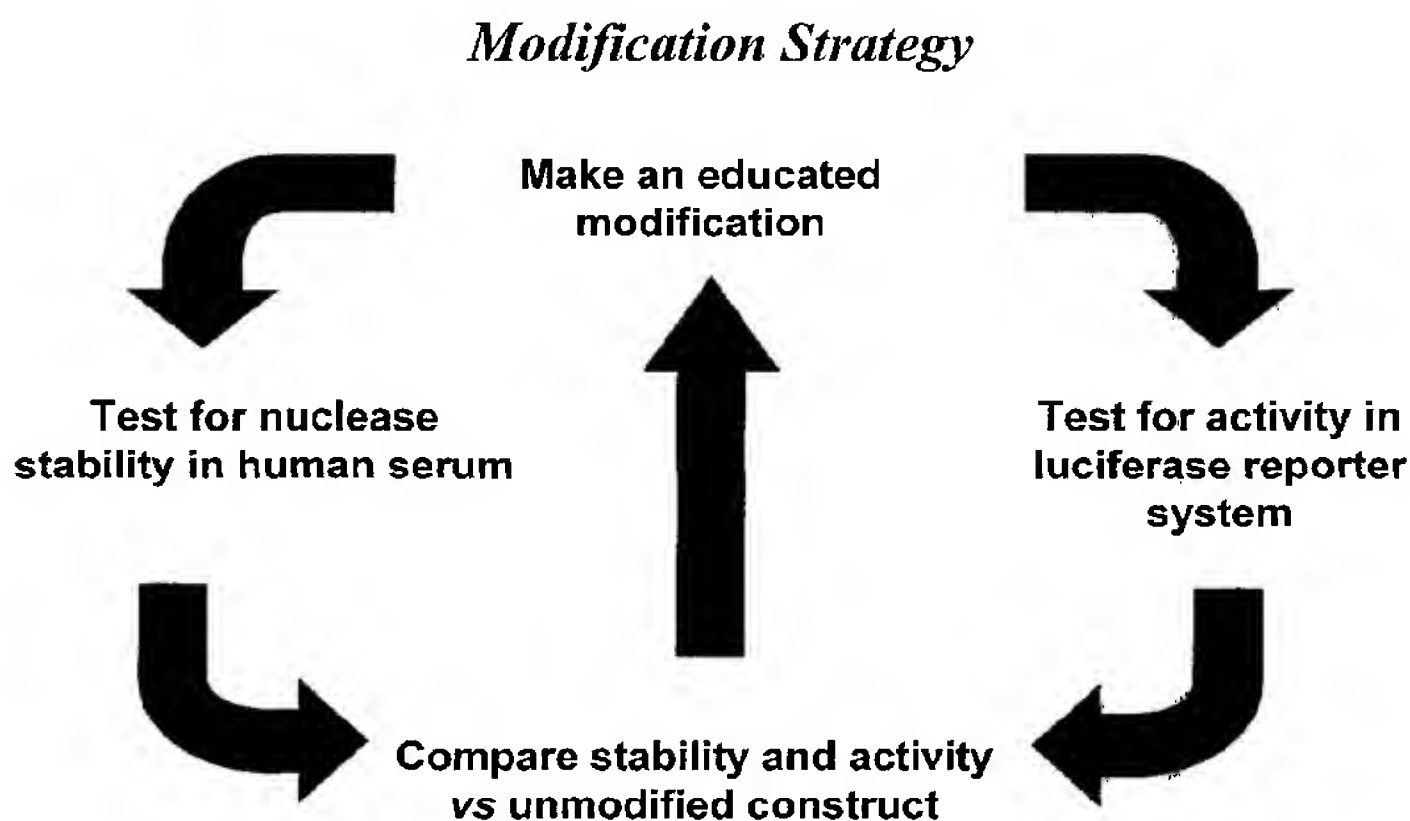 Modification Strategy
Make an educated
modification
Test for nuclease
stability in human serum
Test for activity in
luciferase reporter
system
Compare stability and activity
vs unmodified construct